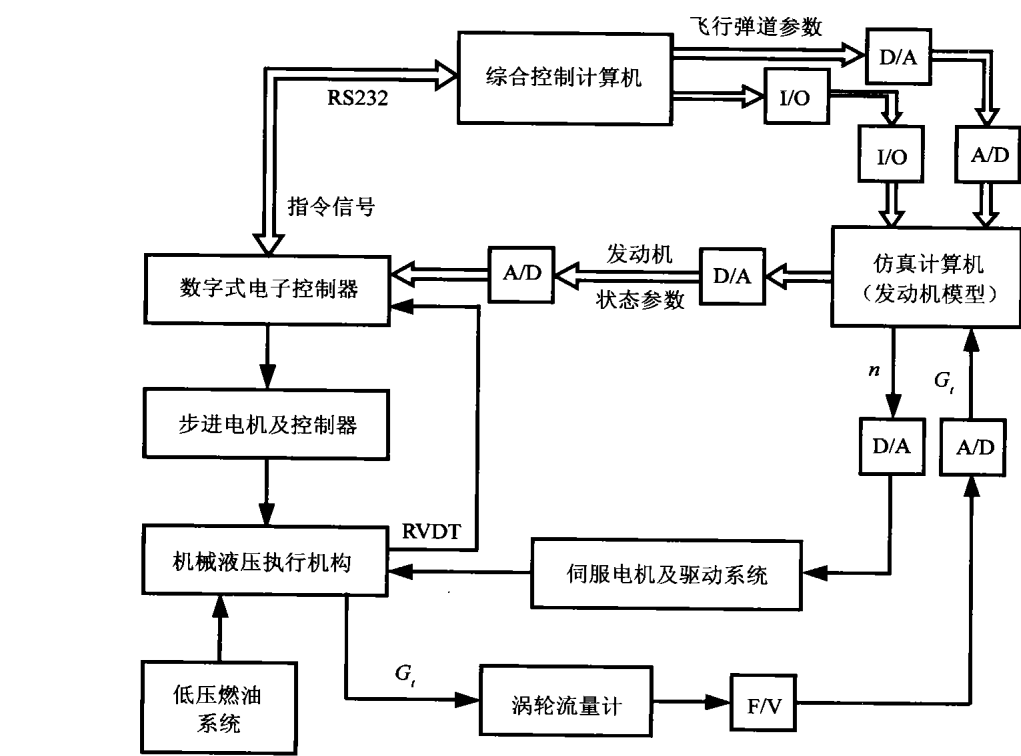 飞行弹道参数
D/A
综合控制计算机
RS232
I/O
I/O
A/D
指令信号
数字式电子控制器
A/D
发动机
状态参数
D/A
仿真计算机
（发动机模型）
n
G_t
步进电机及控制器
D/A
A/D
RVDT
机械液压执行机构
伺服电机及驱动系统
G_t
低压燃油
系统
涡轮流量计
F/V